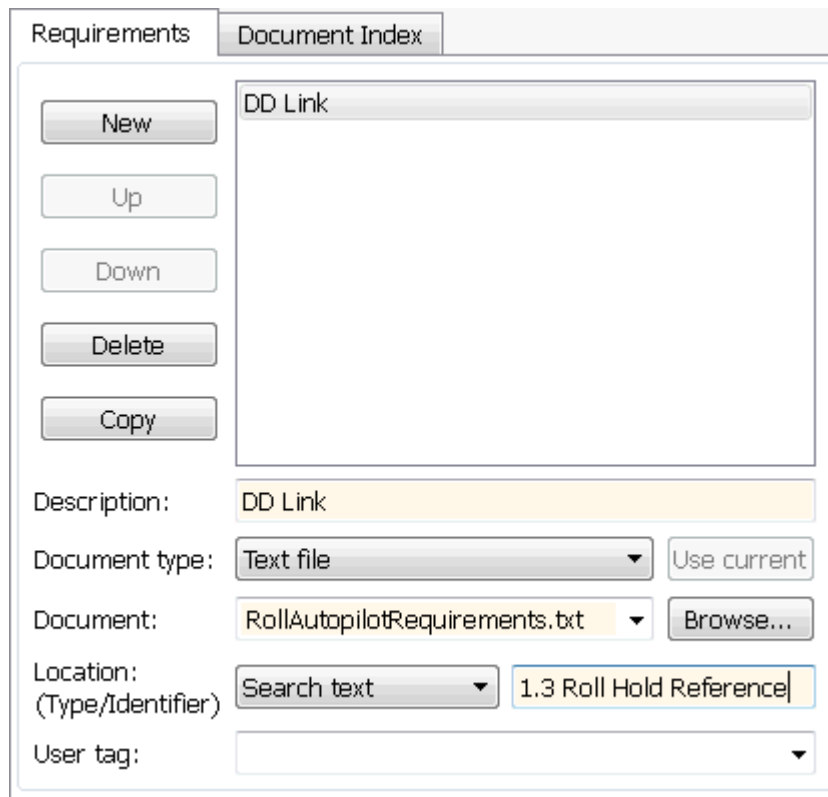 Requirements Document Index
New
Up
Down
Delete
Copy
DD Link
Description: DD Link
Document type: Text file Use current
Document: RollAutopilotRequirements.txt Browse...
Location:
(Type/Identifier) Search text 1.3 Roll Hold Reference
User tag: